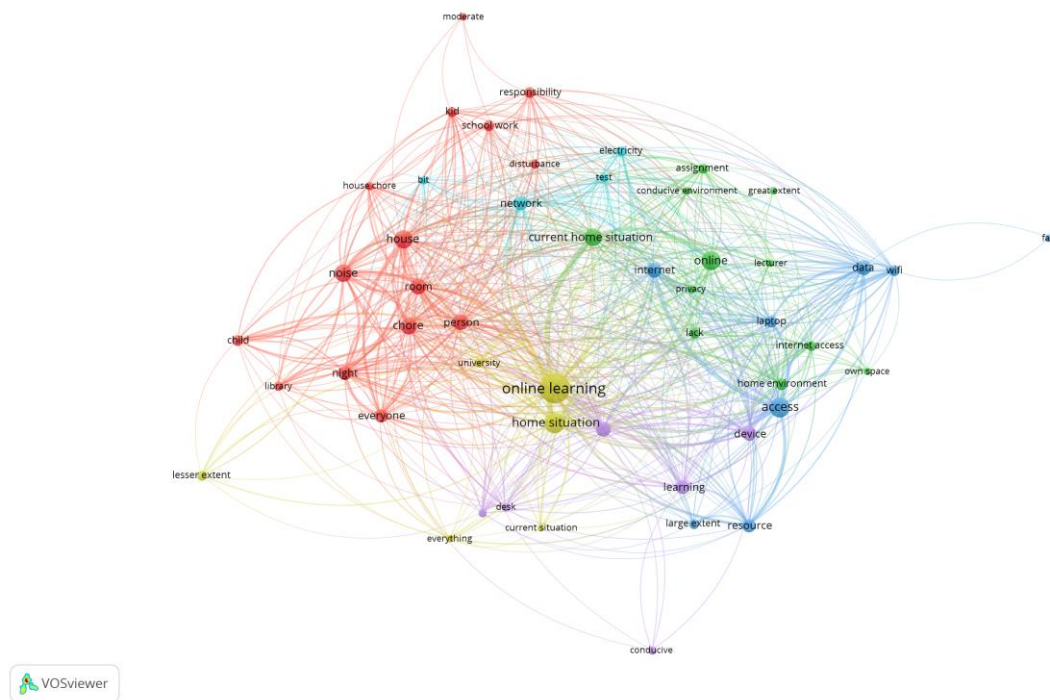 moderate
responsibility
kid
school work
electricity
disturbance
assignment
test
bit
house chore
conducive environment
great extent
network
house
current home situation
fa
online
lecturer
data
wifi
noise
internet
room
privacy
laptop
person
chore
lack
child
internet access
university
own space
night
home environment
library
online learning
access
everyone
home situation
device
lesser extent
learning
desk
large extent
resource
current situation
everything
conducive
VOSviewer